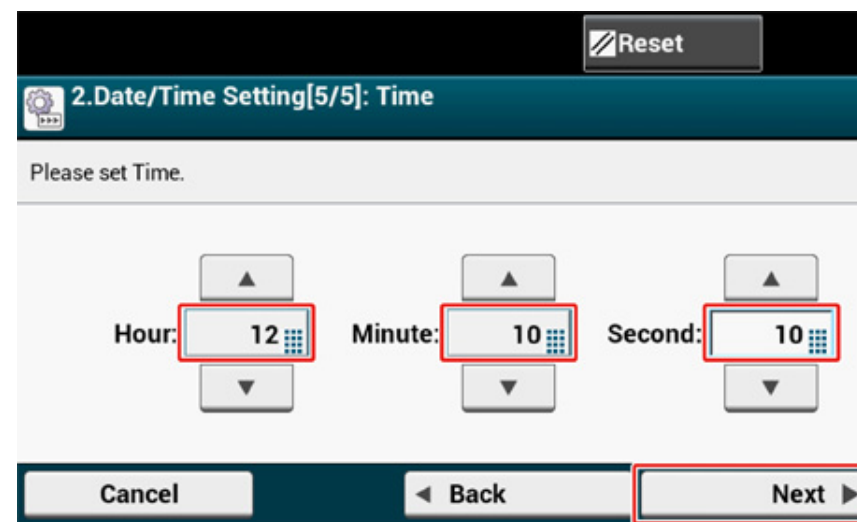 Reset
2.Date/Time Setting[5/5]: Time
Please set Time.
Hour: 12 Minute: 10 Second: 10
Cancel Back Next